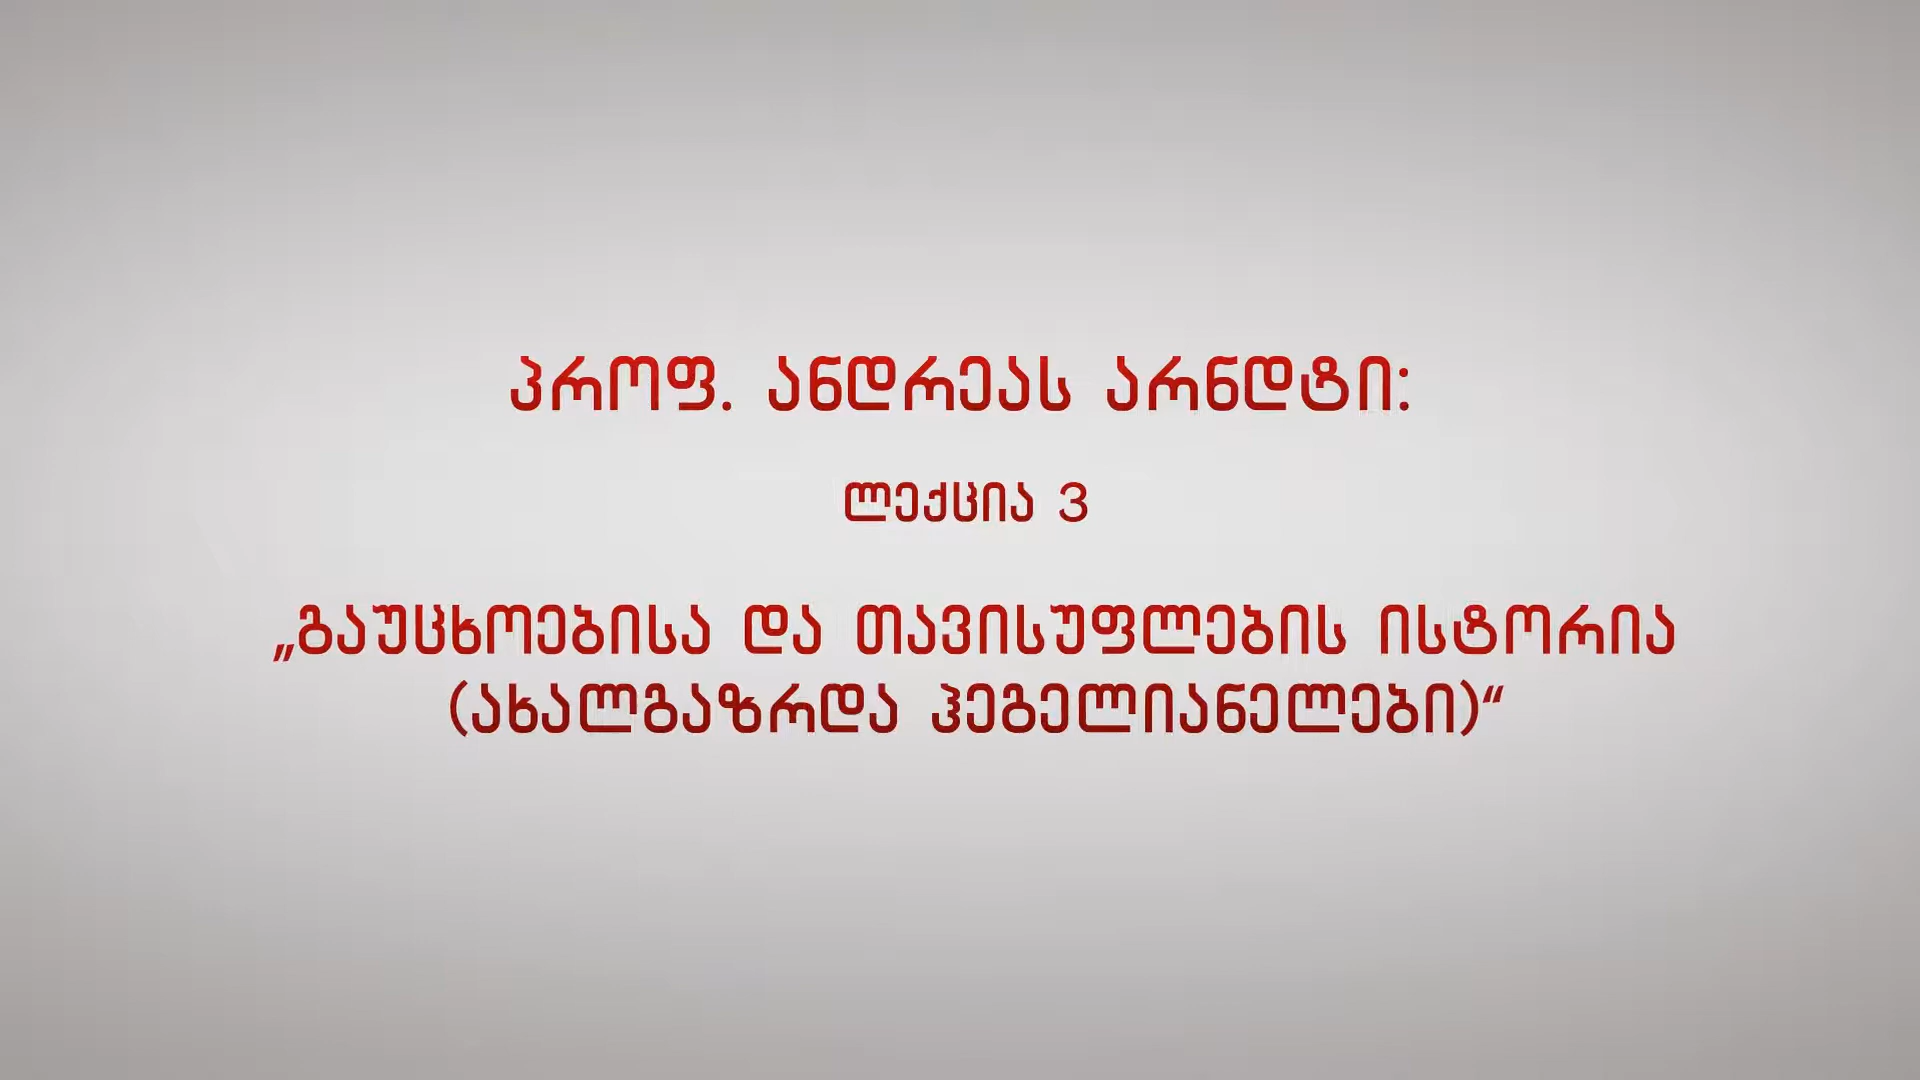 პროფ. ანდრეას არნდტი:
ლექცია 3
„გაუცხოებისა და თავისუფლების ისტორია
(ახალგაზრდა ჰეგელიანელები)“